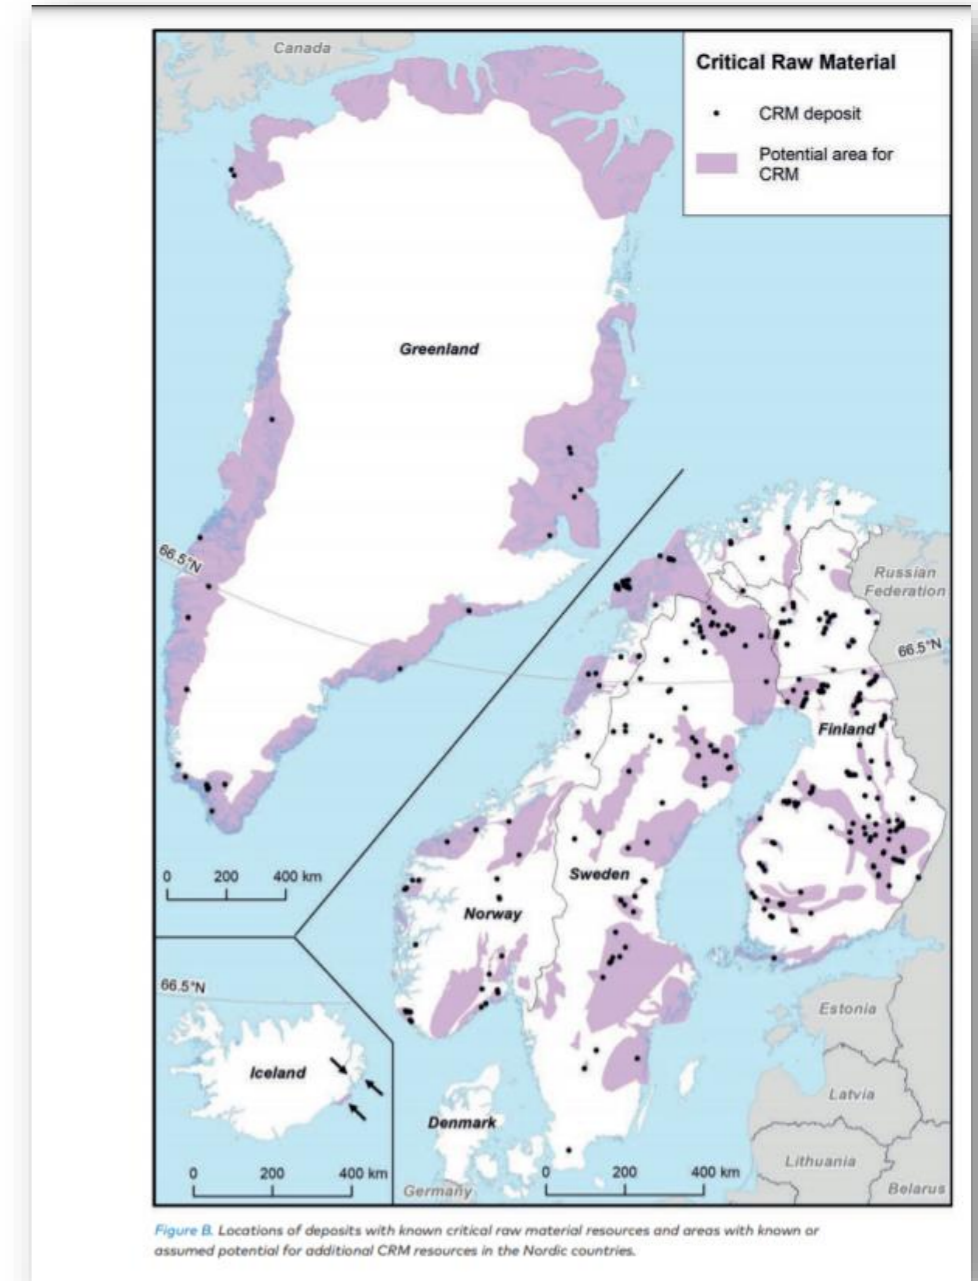 Canada
Critical Raw Material
CRM deposit
Potential area for
CRM
Greenland
66.5°N
Russian
Federation
66.5°N
Finland
0 200 400 km
Sweden
Norway
66.5°N
Estonia
Iceland
Latvia
Denmark
Lithuania
0 200 400 km
0 200 400 km
Germany
Belarus
Figure B. Locations of deposits with known critical raw material resources and areas with known or
assumed potential for additional CRM resources in the Nordic countries.